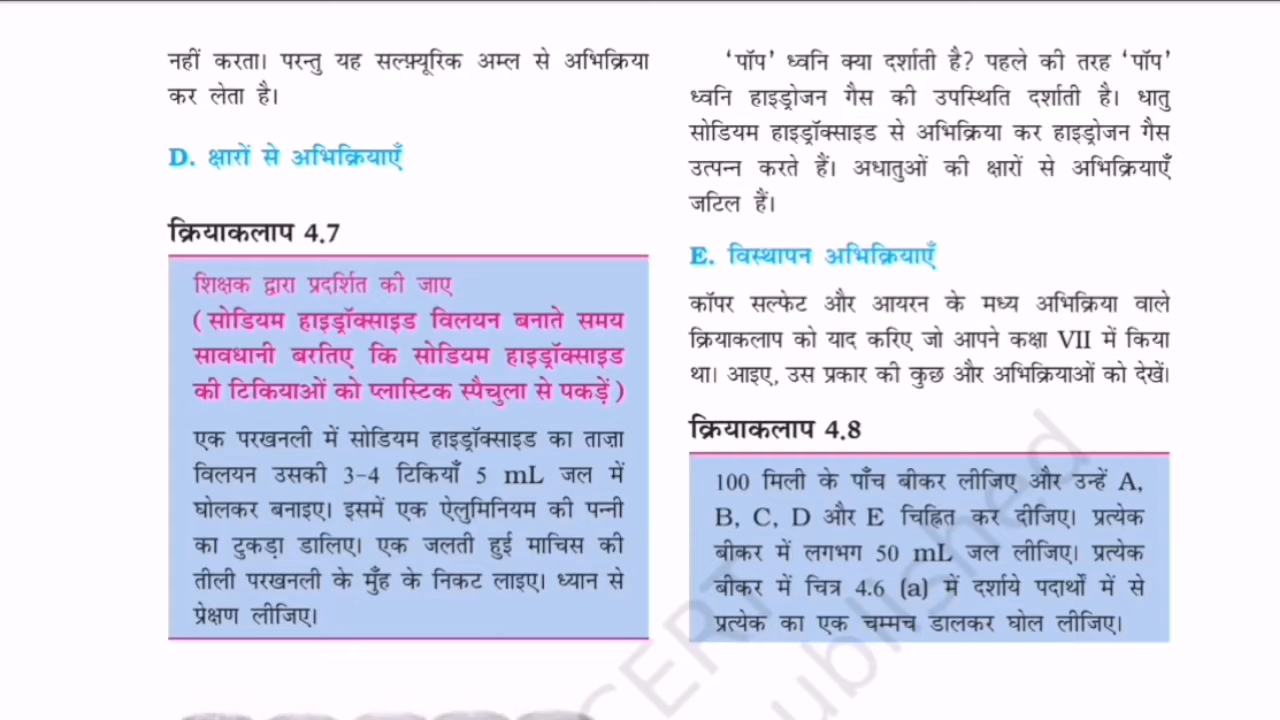 नहीं करता। परन्तु यह सल्फ़्यूरिक अम्ल से अभिक्रिया
कर लेता है।
D. क्षारों से अभिक्रियाएँ
क्रियाकलाप 4.7
शिक्षक द्वारा प्रदर्शित की जाए
(सोडियम हाइड्रॉक्साइड विलयन बनाते समय
सावधानी बरतिए कि सोडियम हाइड्रॉक्साइड
की टिकियाओं को प्लास्टिक स्पैचुला से पकड़ें)
एक परखनली में सोडियम हाइड्रॉक्साइड का ताज़ा
विलयन उसकी 3-4 टिकियाँ 5 mL जल में
घोलकर बनाइए। इसमें एक ऐलुमिनियम की पन्नी
का टुकड़ा डालिए। एक जलती हुई माचिस की
तीली परखनली के मुँह के निकट लाइए। ध्यान से
प्रेक्षण लीजिए।
‘पॉप’ ध्वनि क्या दर्शाती है? पहले की तरह ‘पॉप’
ध्वनि हाइड्रोजन गैस की उपस्थिति दर्शाती है। धातु
सोडियम हाइड्रॉक्साइड से अभिक्रिया कर हाइड्रोजन गैस
उत्पन्न करते हैं। अधातुओं की क्षारों से अभिक्रियाएँ
जटिल हैं।
E. विस्थापन अभिक्रियाएँ
कॉपर सल्फेट और आयरन के मध्य अभिक्रिया वाले
क्रियाकलाप को याद करिए जो आपने कक्षा VII में किया
था। आइए, उस प्रकार की कुछ और अभिक्रियाओं को देखें।
क्रियाकलाप 4.8
100 मिली के पाँच बीकर लीजिए और उन्हें A,
B, C, D और E चिह्नित कर दीजिए। प्रत्येक
बीकर में लगभग 50 mL जल लीजिए। प्रत्येक
बीकर में चित्र 4.6 (a) में दर्शाये पदार्थों में से
प्रत्येक का एक चम्मच डालकर घोल लीजिए।